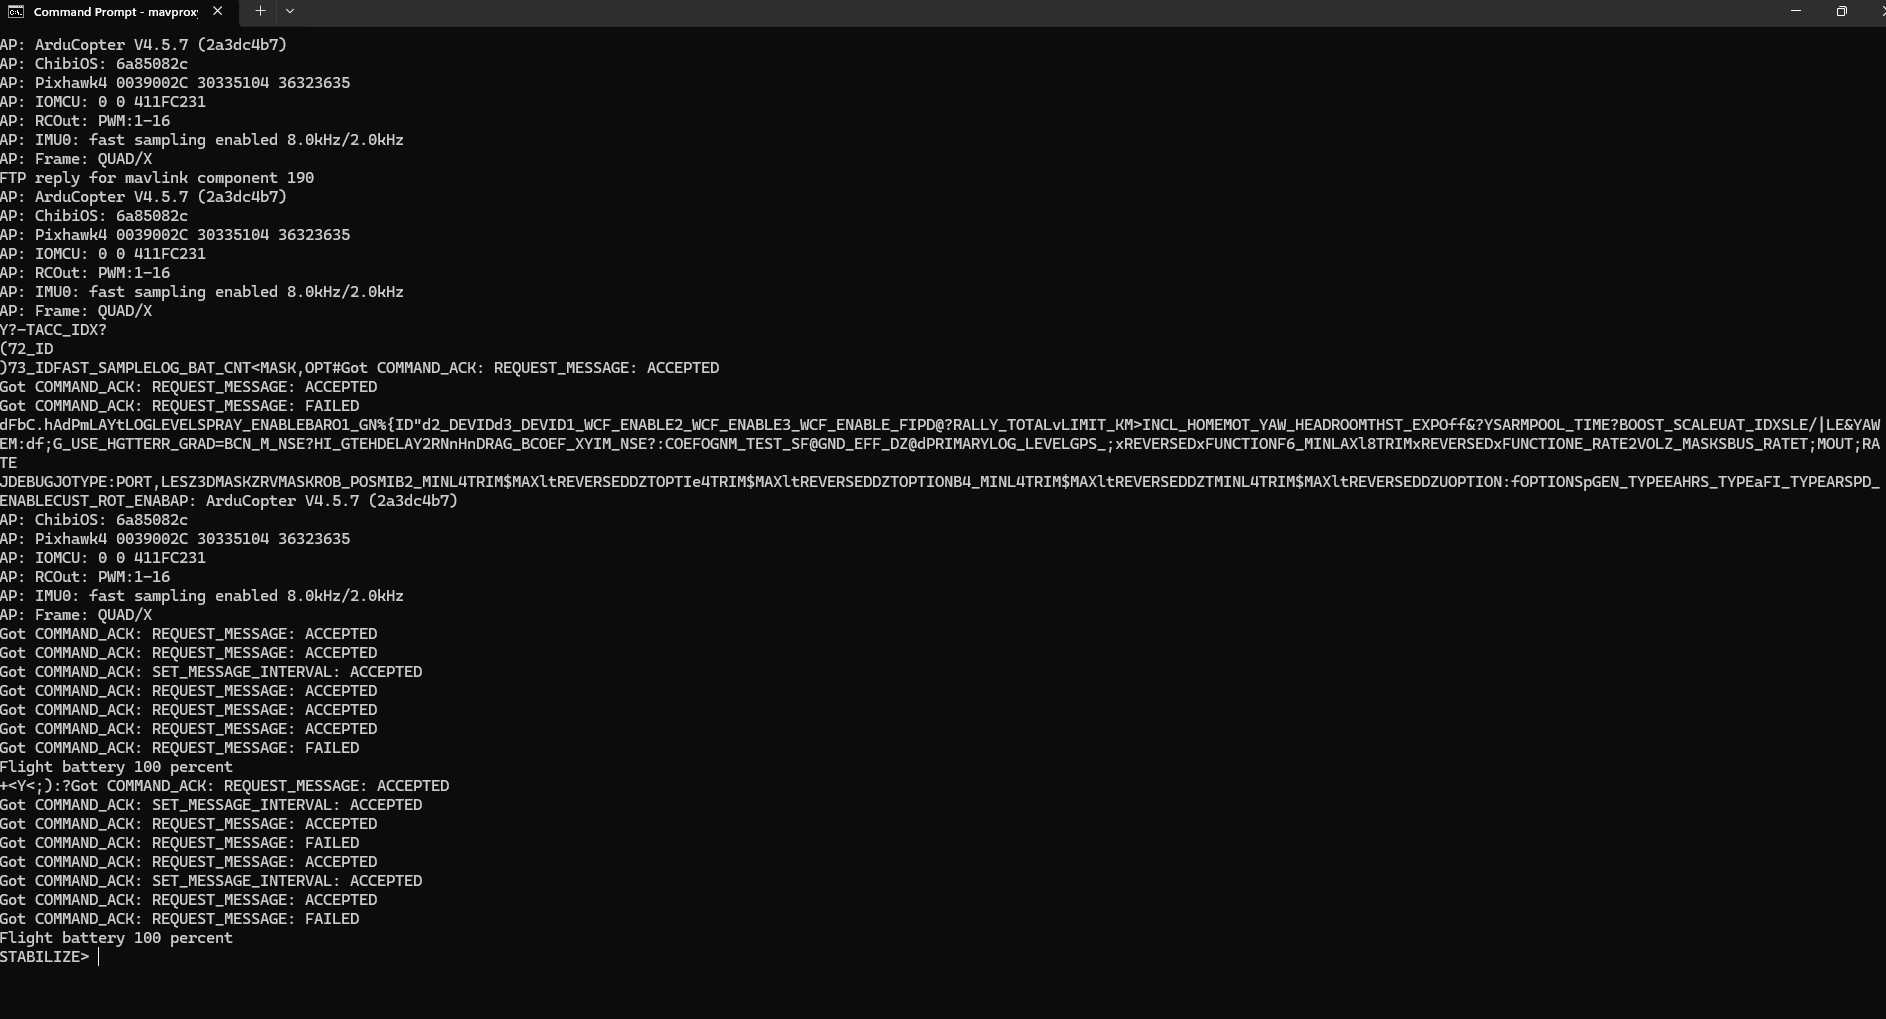 Command Prompt - mavproxy
AP: ArduCopter V4.5.7 (2a3dc4b7)
AP: ChibiOS: 6a85082c
AP: Pixhawk4 0039002C 30335104 36323635
AP: IOMCU: 0 0 411FC231
AP: RCOut: PWM:1-16
AP: IMU0: fast sampling enabled 8.0kHz/2.0kHz
AP: Frame: QUAD/X
FTP reply for mavlink component 190
AP: ArduCopter V4.5.7 (2a3dc4b7)
AP: ChibiOS: 6a85082c
AP: Pixhawk4 0039002C 30335104 36323635
AP: IOMCU: 0 0 411FC231
AP: RCOut: PWM:1-16
AP: IMU0: fast sampling enabled 8.0kHz/2.0kHz
AP: Frame: QUAD/X
Y?-TACC_IDX?
(72_ID
)73_IDFAST_SAMPLELOG_BAT_CNT<MASK,OPT#Got COMMAND_ACK: REQUEST_MESSAGE: ACCEPTED
Got COMMAND_ACK: REQUEST_MESSAGE: ACCEPTED
Got COMMAND_ACK: REQUEST_MESSAGE: FAILED
dFbC.hAdPmLAYtLOGLEVELSPRAY_ENABLEBARO1_GN%{ID"d2_DEVIDd3_DEVID1_WCF_ENABLE2_WCF_ENABLE3_WCF_ENABLE_FIPD@?RALLY_TOTALvLIMIT_KM>INCL_HOMEMOT_YAW_HEADROOMTHST_EXPOff&?YSARMPOOL_TIME?BOOST_SCALEUAT_IDXSLE/|LE&YAW
EM:df;G_USE_HGTTERR_GRAD=BCN_M_NSE?HI_GTEHDELAY2RNnHnDRAG_BCOEF_XYIM_NSE?:COEFOGNM_TEST_SF@GND_EFF_DZ@dPRIMARYLOG_LEVELGPS_;xREVERSEDxFUNCTIONF6_MINLAXl8TRIMxREVERSEDxFUNCTIONE_RATE2VOLZ_MASKSBUS_RATET;MOUT;RA
TE
JDEBUGJOTYPE:PORT,LESZ3DMASKZRVMASKROB_POSMIB2_MINL4TRIM$MAXltREVERSEDDZTOPTIe4TRIM$MAXltREVERSEDDZTOPTIONB4_MINL4TRIM$MAXltREVERSEDDZTMINL4TRIM$MAXltREVERSEDDZUOPTION:fOPTIONSpGEN_TYPEEAHRS_TYPEaFI_TYPEARSPD_
ENABLECUST_ROT_ENABAP: ArduCopter V4.5.7 (2a3dc4b7)
AP: ChibiOS: 6a85082c
AP: Pixhawk4 0039002C 30335104 36323635
AP: IOMCU: 0 0 411FC231
AP: RCOut: PWM:1-16
AP: IMU0: fast sampling enabled 8.0kHz/2.0kHz
AP: Frame: QUAD/X
Got COMMAND_ACK: REQUEST_MESSAGE: ACCEPTED
Got COMMAND_ACK: REQUEST_MESSAGE: ACCEPTED
Got COMMAND_ACK: SET_MESSAGE_INTERVAL: ACCEPTED
Got COMMAND_ACK: REQUEST_MESSAGE: ACCEPTED
Got COMMAND_ACK: REQUEST_MESSAGE: ACCEPTED
Got COMMAND_ACK: REQUEST_MESSAGE: ACCEPTED
Got COMMAND_ACK: REQUEST_MESSAGE: FAILED
Flight battery 100 percent
+<Y<;):?Got COMMAND_ACK: REQUEST_MESSAGE: ACCEPTED
Got COMMAND_ACK: SET_MESSAGE_INTERVAL: ACCEPTED
Got COMMAND_ACK: REQUEST_MESSAGE: ACCEPTED
Got COMMAND_ACK: REQUEST_MESSAGE: FAILED
Got COMMAND_ACK: REQUEST_MESSAGE: ACCEPTED
Got COMMAND_ACK: SET_MESSAGE_INTERVAL: ACCEPTED
Got COMMAND_ACK: REQUEST_MESSAGE: ACCEPTED
Got COMMAND_ACK: REQUEST_MESSAGE: FAILED
Flight battery 100 percent
STABILIZE>